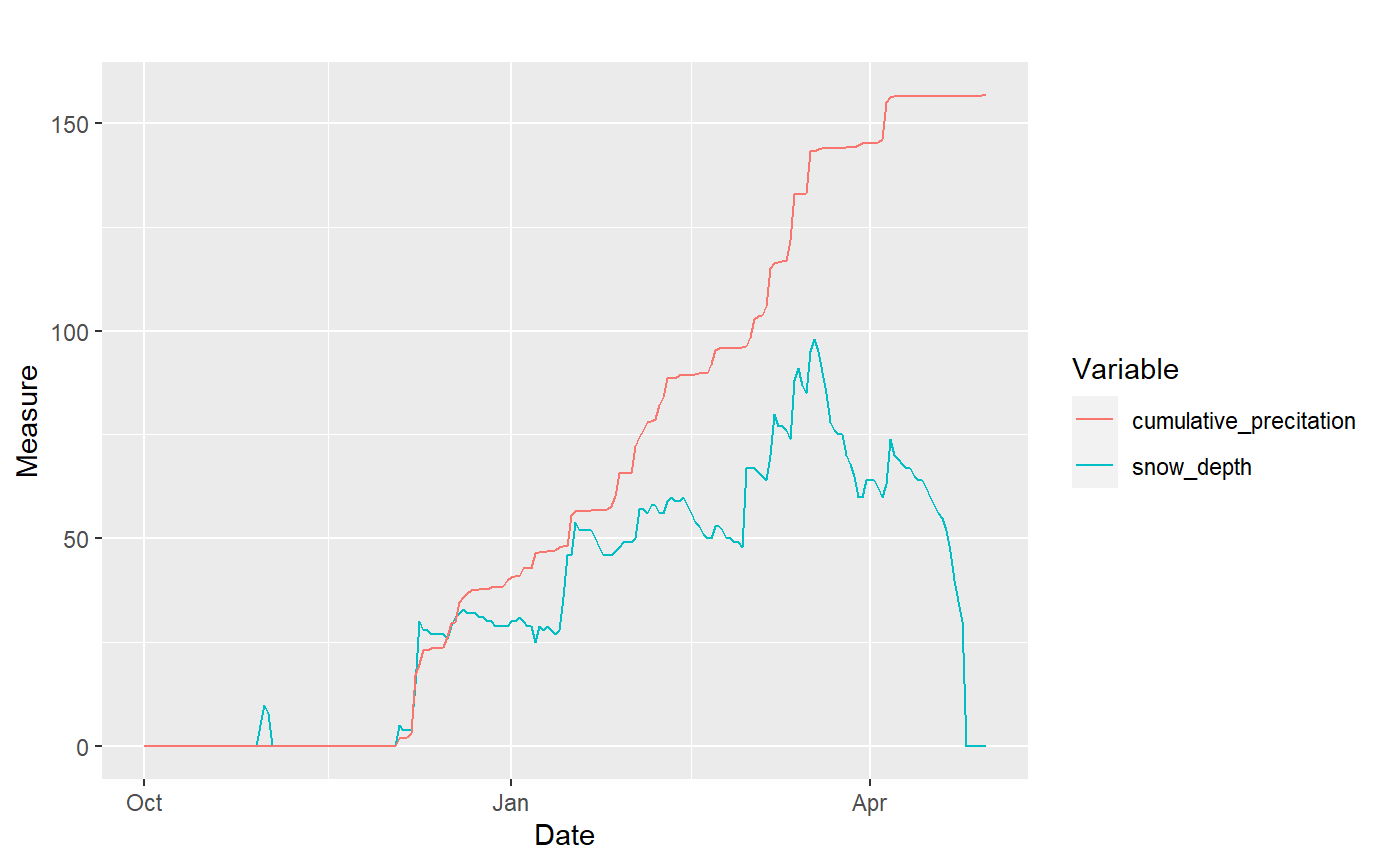 150
100
50
0
Measure
Oct
Jan
Apr
Date
Variable
cumulative_precitation
snow_depth